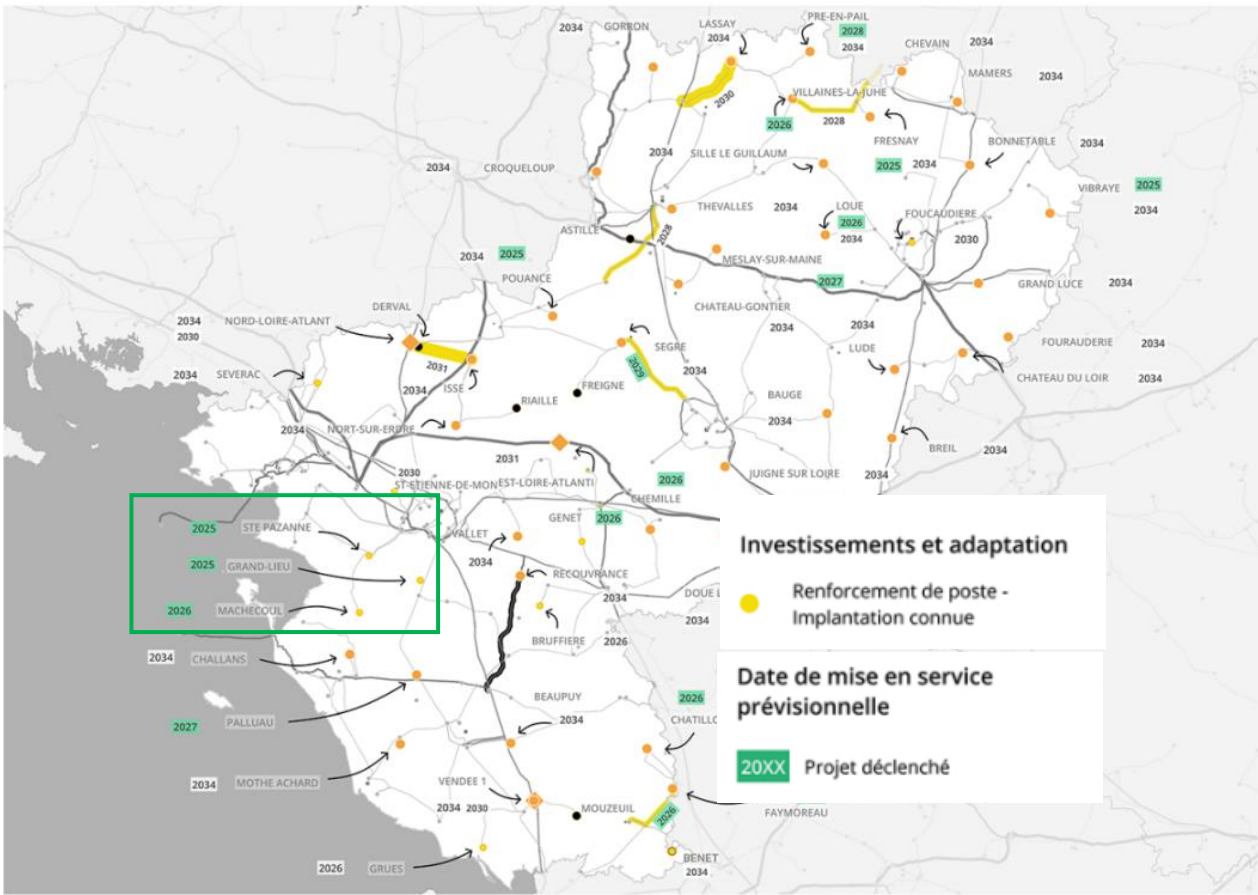 2034 GORRON
LASSAY
2034
PRE-EN-PAIL
2028
2034
CHEVAIN
2034
MAMERS
2034
2030
VILLAINES-LA-JUHE
2026
2028
FRESNAY
BONNETABLE
2034
2034
SILLE LE GUILLAUM
2025
2034
2034
CROQUELOUP
VIBRAYE
2025
2034
THEVALLES
2034
LOUE
2026
2034
FOUCAUDIERE
2030
ASTILLE
2028
2034
2025
POUANCE
MESLAY-SUR-MAINE
2027
GRAND LUCE
2034
CHATEAU-GONTIER
2034
2034
DERVAL
2034
NORD-LOIRE-ATLANT
2030
2031
SEGRE
2029
2034
LUDE
FOURAUDERIE
2034
CHATEAU DU LOIR
2034
2034
SEVERAC
2034
ISSE
RIAILLE
FREIGNE
BAUGE
2034
NORT-SUR-ERDRE
2034
BREIL
2034
2034
2031
2030
ST-ETIENNE-DE-MON
EST-LOIRE-ATLANTI
2026
CHEMILLE
JUIGNE SUR LOIRE
GENET
2026
2025
STE PAZANNE
VALLET
2034
2025
GRAND-LIEU
RECOUVRANCE
2034
DOUE L
2034
2026
MACHECOUL
BRUFFIERE
2026
2034
CHALLANS
BEAUPUY
2034
2026
CHATILLO
2027
PALLUAU
2034
MOTHE ACHARD
VENDEE 1
2034
2030
MOUZEUIL
2026
FAYMOREAU
2026
GRUES
BENET
2034
Investissements et adaptation
Renforcement de poste -
Implantation connue
Date de mise en service
prévisionnelle
20XX Projet déclenché